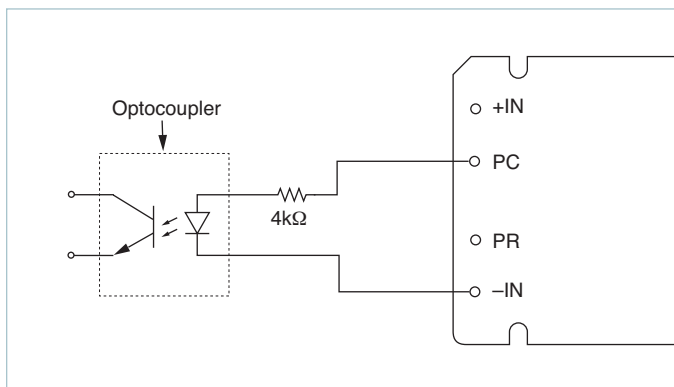 Optocoupler
+IN
PC
4kΩ
PR
–IN